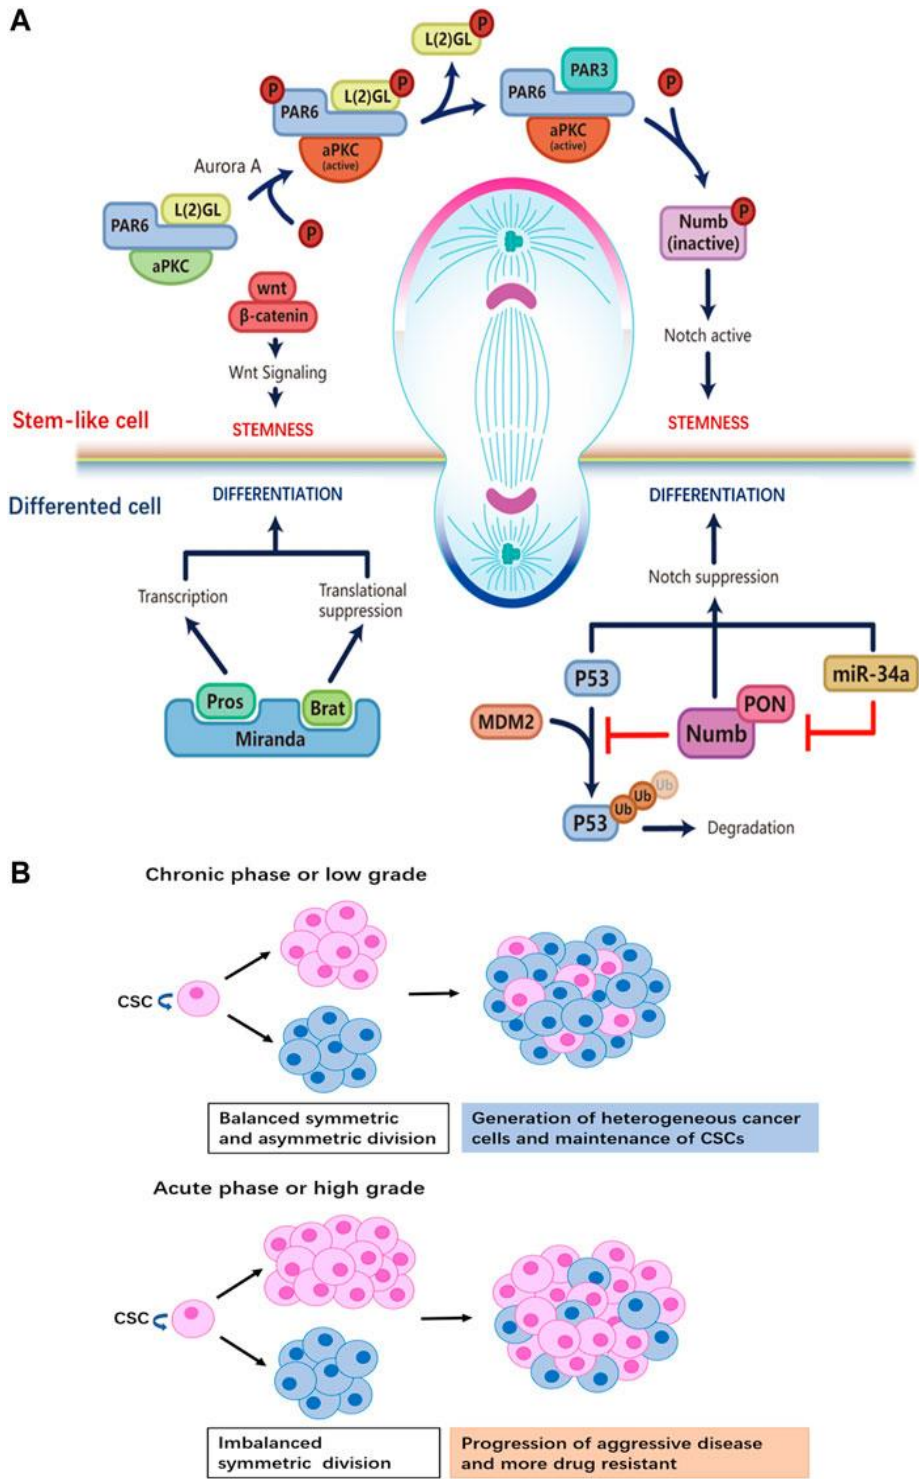 A
P
L(2)GL
P
P
PAR6
L(2)GL
aPKC
(active)
PAR3
PAR6
aPKC
(active)
P
Aurora A
PAR6
L(2)GL
aPKC
P
Numb
(inactive)
P
wnt
β-catenin
Wnt Signaling
STEMNESS
Notch active
STEMNESS
Stem-like cell
Differented cell
DIFFERENTIATION
DIFFERENTIATION
Transcription
Translational
suppression
Notch suppression
Pros
Brat
Miranda
P53
miR-34a
MDM2
PON
Numb
P53
Ub
Ub
Ub
Degradation
B
Chronic phase or low grade
CSC
Balanced symmetric
and asymmetric division
Generation of heterogeneous cancer
cells and maintenance of CSCs
Acute phase or high grade
CSC
Imbalanced
symmetric division
Progression of aggressive disease
and more drug resistant